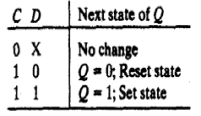 C D Next state of Q
0 X No change
1 0 Q = 0; Reset state
1 1 Q = 1; Set state